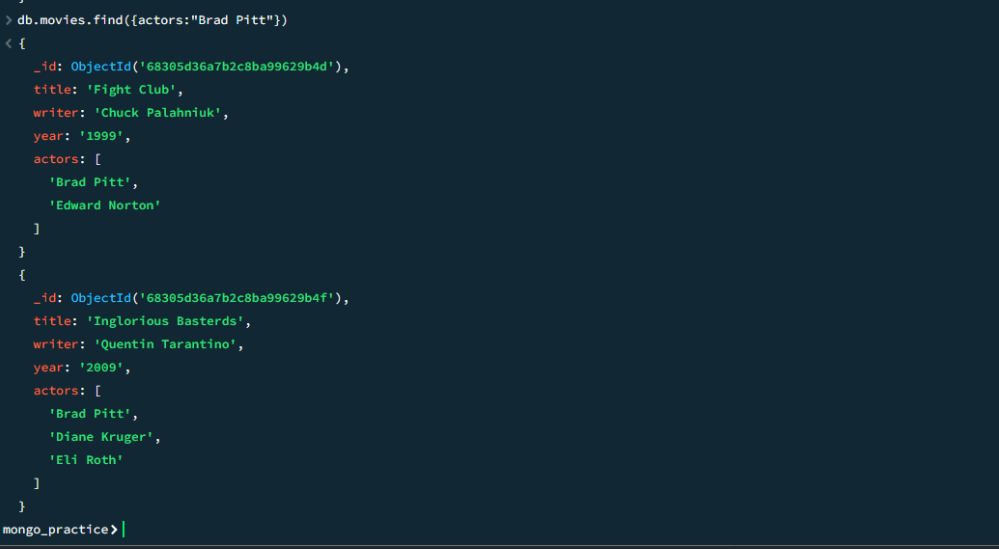 > db.movies.find({actors:"Brad Pitt"})
< {
_id: ObjectId('68305d36a7b2c8ba99629b4d'),
title: 'Fight Club',
writer: 'Chuck Palahniuk',
year: '1999',
actors: [
'Brad Pitt',
'Edward Norton'
]
}
{
_id: ObjectId('68305d36a7b2c8ba99629b4f'),
title: 'Inglorious Basterds',
writer: 'Quentin Tarantino',
year: '2009',
actors: [
'Brad Pitt',
'Diane Kruger',
'Eli Roth'
]
}
mongo_practice>